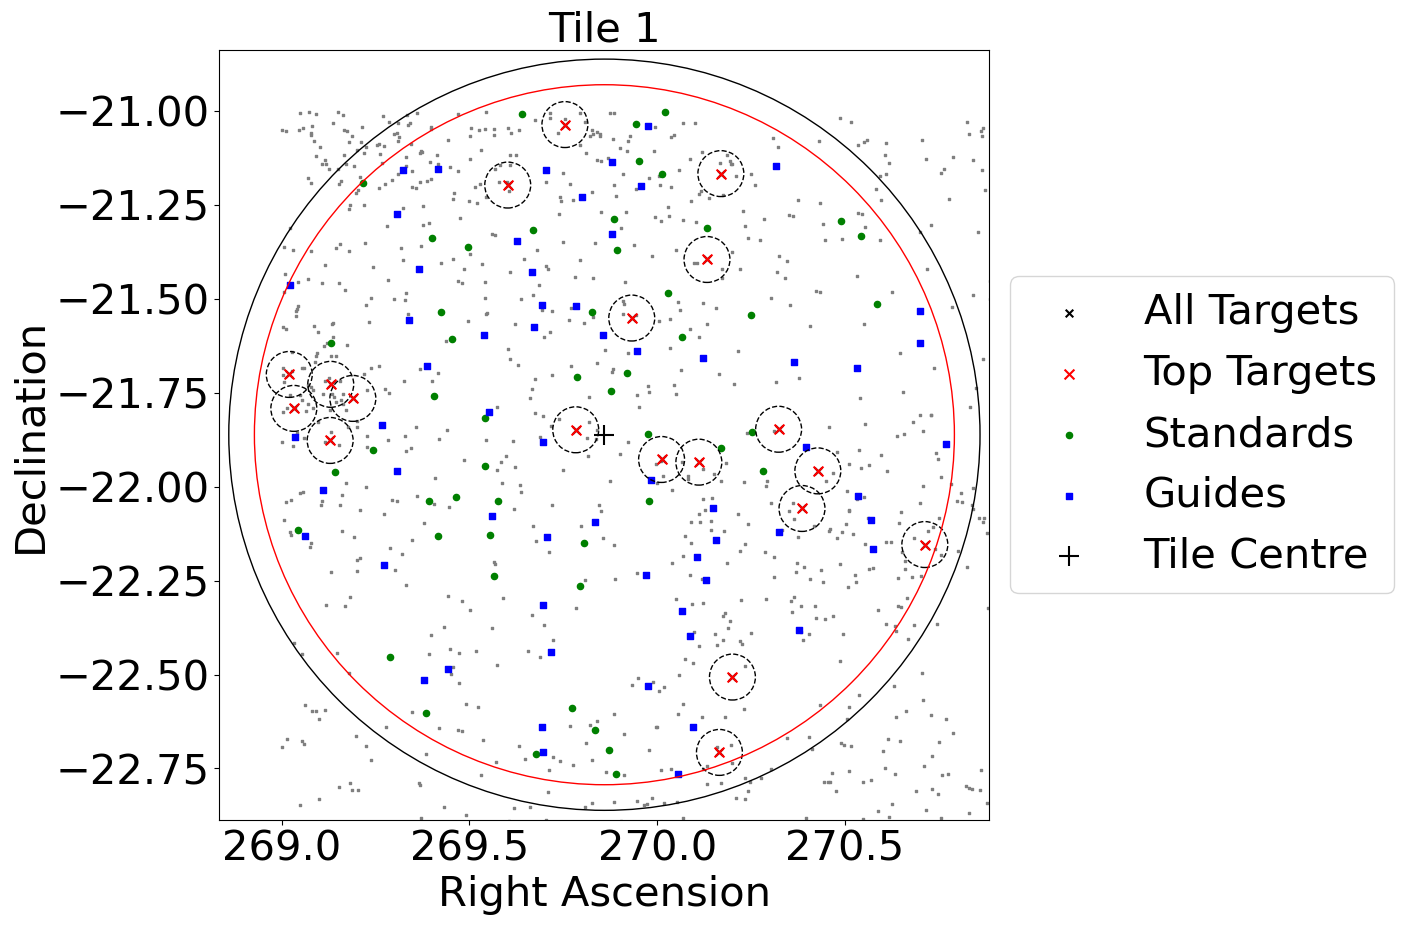 Tile 1
−21.00
−21.25
−21.50
−21.75
−22.00
−22.25
−22.50
−22.75
Declination
269.0 269.5 270.0 270.5
Right Ascension
All Targets
Top Targets
Standards
Guides
Tile Centre